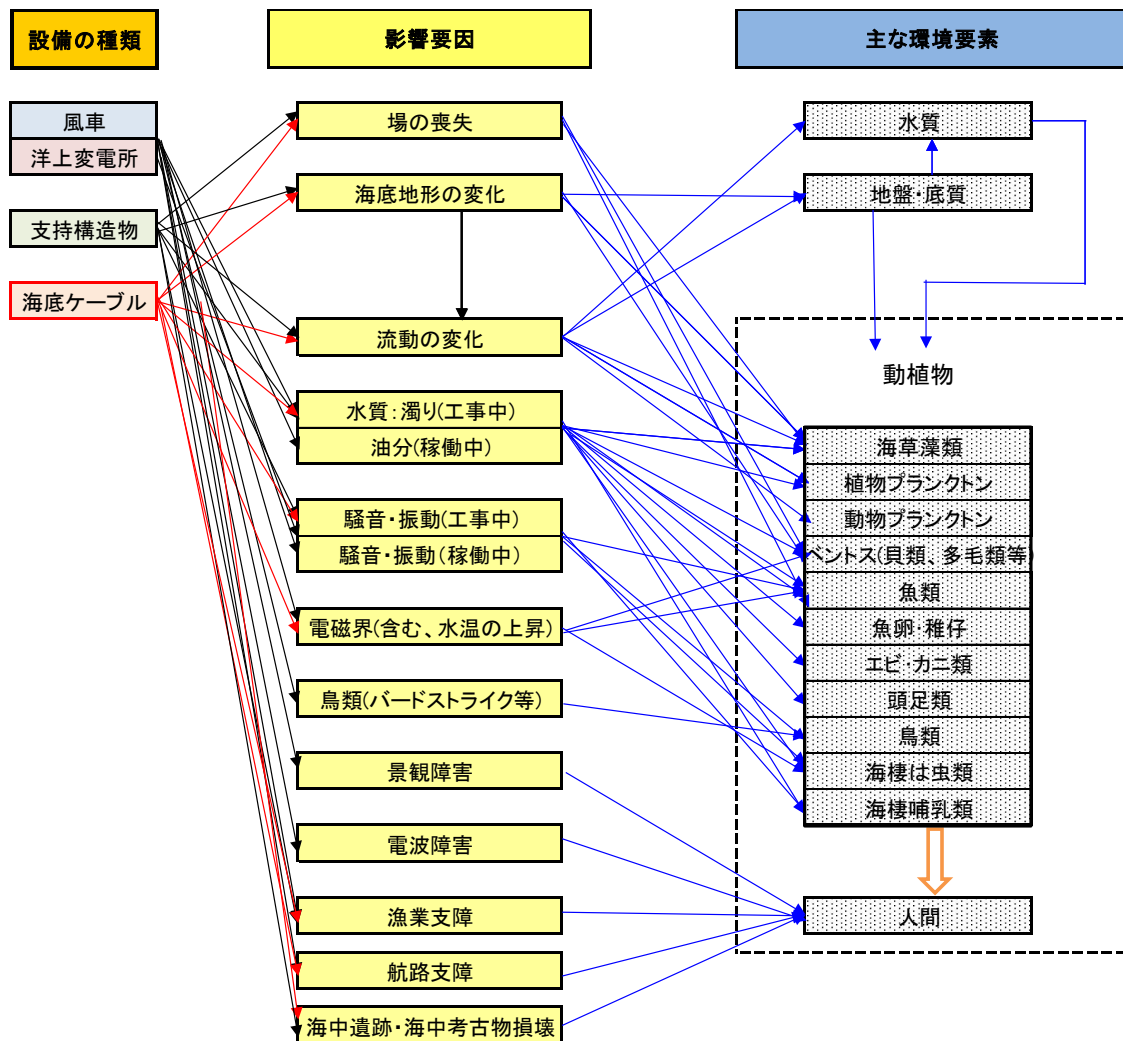 設備の種類
影響要因
主な環境要素
風車
洋上変電所
支持構造物
海底ケーブル
場の喪失
海底地形の変化
流動の変化
水質:濁り(工事中)
油分(稼働中)
騒音・振動(工事中)
騒音・振動(稼働中)
電磁界(含む、水温の上昇)
鳥類(バードストライク等)
景観障害
電波障害
漁業支障
航路支障
海中遺跡・海中考古物損壊
水質
地盤・底質
動植物
海草藻類
植物プランクトン
動物プランクトン
ベントス(貝類、多毛類等)
魚類
魚卵・稚仔
エビ・カニ類
頭足類
鳥類
海棲は虫類
海棲哺乳類
人間